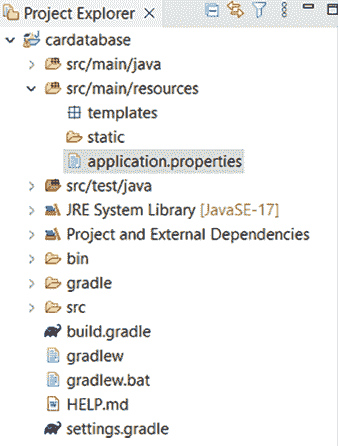 Project Explorer
cardatabase
src/main/java
src/main/resources
templates
static
application.properties
src/test/java
JRE System Library [JavaSE-17]
Project and External Dependencies
bin
gradle
src
build.gradle
gradlew
gradlew.bat
HELP.md
settings.gradle